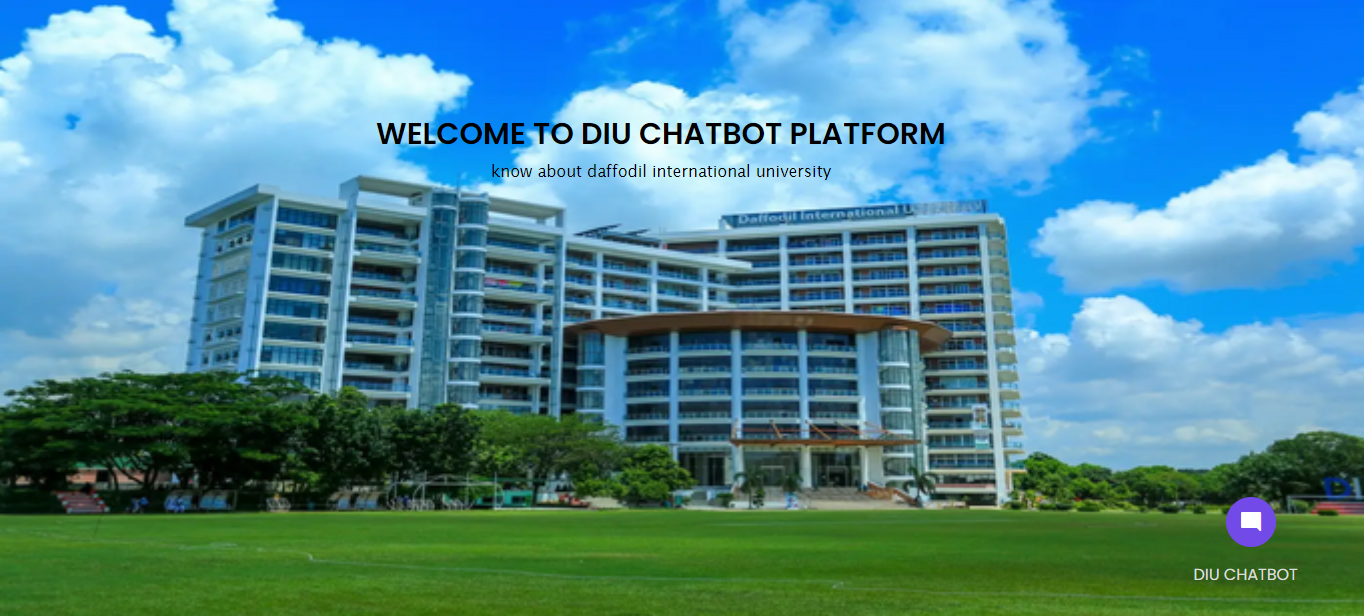 WELCOME TO DIU CHATBOT PLATFORM
know about daffodil international university
Daffodil International
DIU CHATBOT